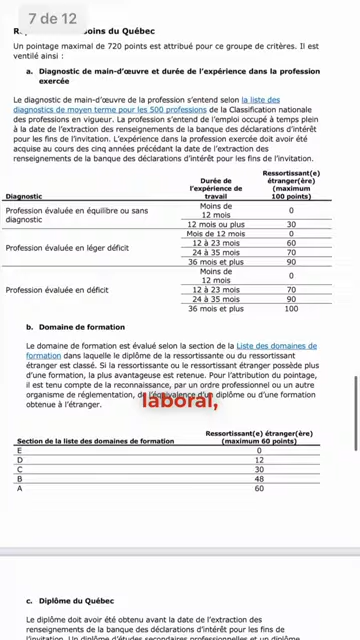 7 de 12
Ré oins du Québec
Un pointage maximal de 720 points est attribué pour ce groupe de critères. Il est
ventilé ainsi :
a. Diagnostic de main-d'œuvre et durée de l'expérience dans la profession
exercée
Le diagnostic de main-d'œuvre de la profession s'entend selon la liste des
diagnostics de moyen terme pour les 500 professions de la Classification nationale
des professions en vigueur. La profession s'entend de l'emploi occupé à temps plein
à la date de l'extraction des renseignements de la banque des déclarations d'intérêt
pour les fins de l'invitation. L'expérience dans la profession exercée doit avoir été
acquise au cours des cinq années précédant la date de l'extraction des
renseignements de la banque des déclarations d'intérêt pour les fins de l'invitation.
Diagnostic Durée de l'expérience de travail Ressortissant(e) étranger(ère) (maximum 100 points)
Profession évaluée en équilibre ou sans diagnostic Moins de 12 mois 0
12 mois ou plus 30
Profession évaluée en léger déficit Mois de 12 mois 0
12 à 23 mois 60
24 à 35 mois 70
36 mois et plus 90
Profession évaluée en déficit Moins de 12 mois 0
12 à 23 mois 70
24 à 35 mois 90
36 mois et plus 100
b. Domaine de formation
Le domaine de formation est évalué selon la section de la Liste des domaines de
formation dans laquelle le diplôme de la ressortissante ou du ressortissant
étranger est classé. Si la ressortissante ou le ressortissant étranger possède plus
d'une formation, la plus avantageuse est retenue. Pour l'attribution du pointage,
il est tenu compte de la reconnaissance, par un ordre professionnel ou un autre
organisme de réglementation, de l'équivalence d'un diplôme ou d'une formation
obtenue à l'étranger.
laboral,
Section de la liste des domaines de formation Ressortissant(e) étranger(ère) (maximum 60 points)
E 0
D 12
C 30
B 48
A 60
c. Diplôme du Québec
Le diplôme doit avoir été obtenu avant la date de l'extraction des
renseignements de la banque des déclarations d'intérêt pour les fins de
l'invitation. Un diplôme d'études secondaires professionnelles et un diplôme